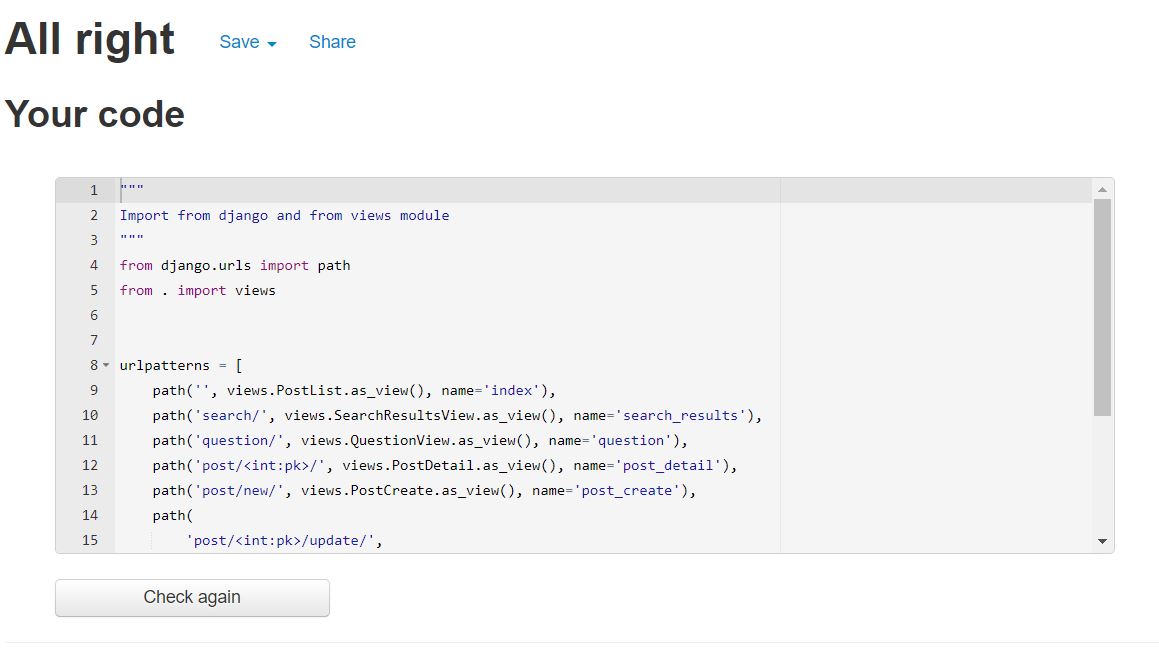 All right Save Share
Your code
1 """
2 Import from django and from views module
3 """
4 from django.urls import path
5 from . import views
6
7
8 urlpatterns = [
9     path('', views.PostList.as_view(), name='index'),
10     path('search/', views.SearchResultsView.as_view(), name='search_results'),
11     path('question/', views.QuestionView.as_view(), name='question'),
12     path('post/<int:pk>/', views.PostDetail.as_view(), name='post_detail'),
13     path('post/new/', views.PostCreate.as_view(), name='post_create'),
14     path(
15         'post/<int:pk>/update/',
Check again